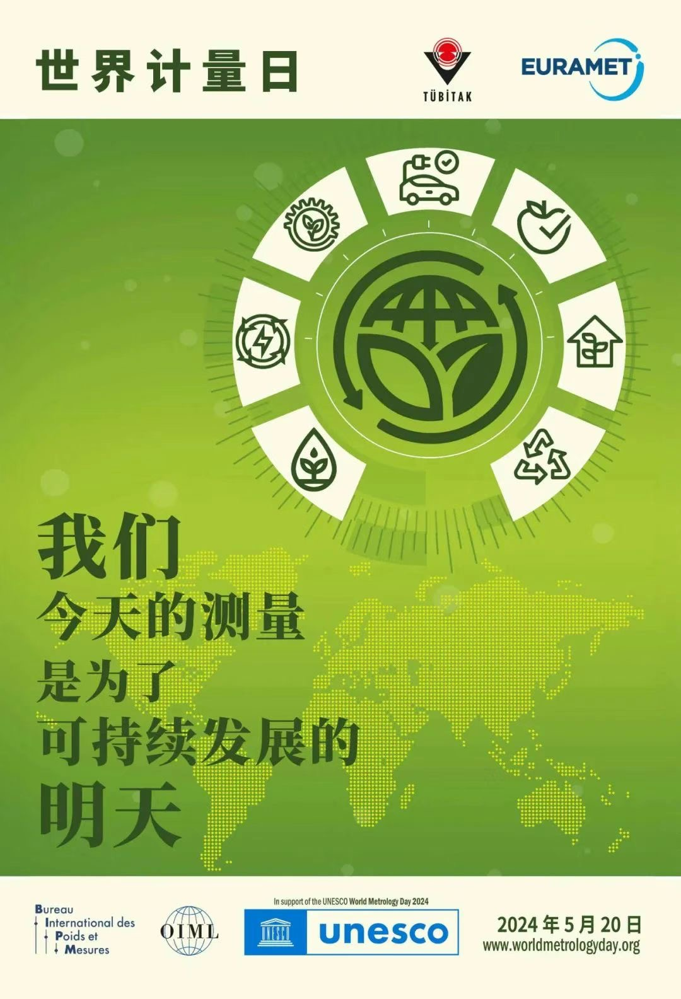 世界计量日
TÜBİTAK
EURAMET
我们
今天的测量
是为了
可持续发展的
明天
In support of the UNESCO World Metrology Day 2024
Bureau
International des
Poids et
Mesures
OIML
UNESCO
unesco
2024 年 5 月 20 日
www.worldmetrologyday.org